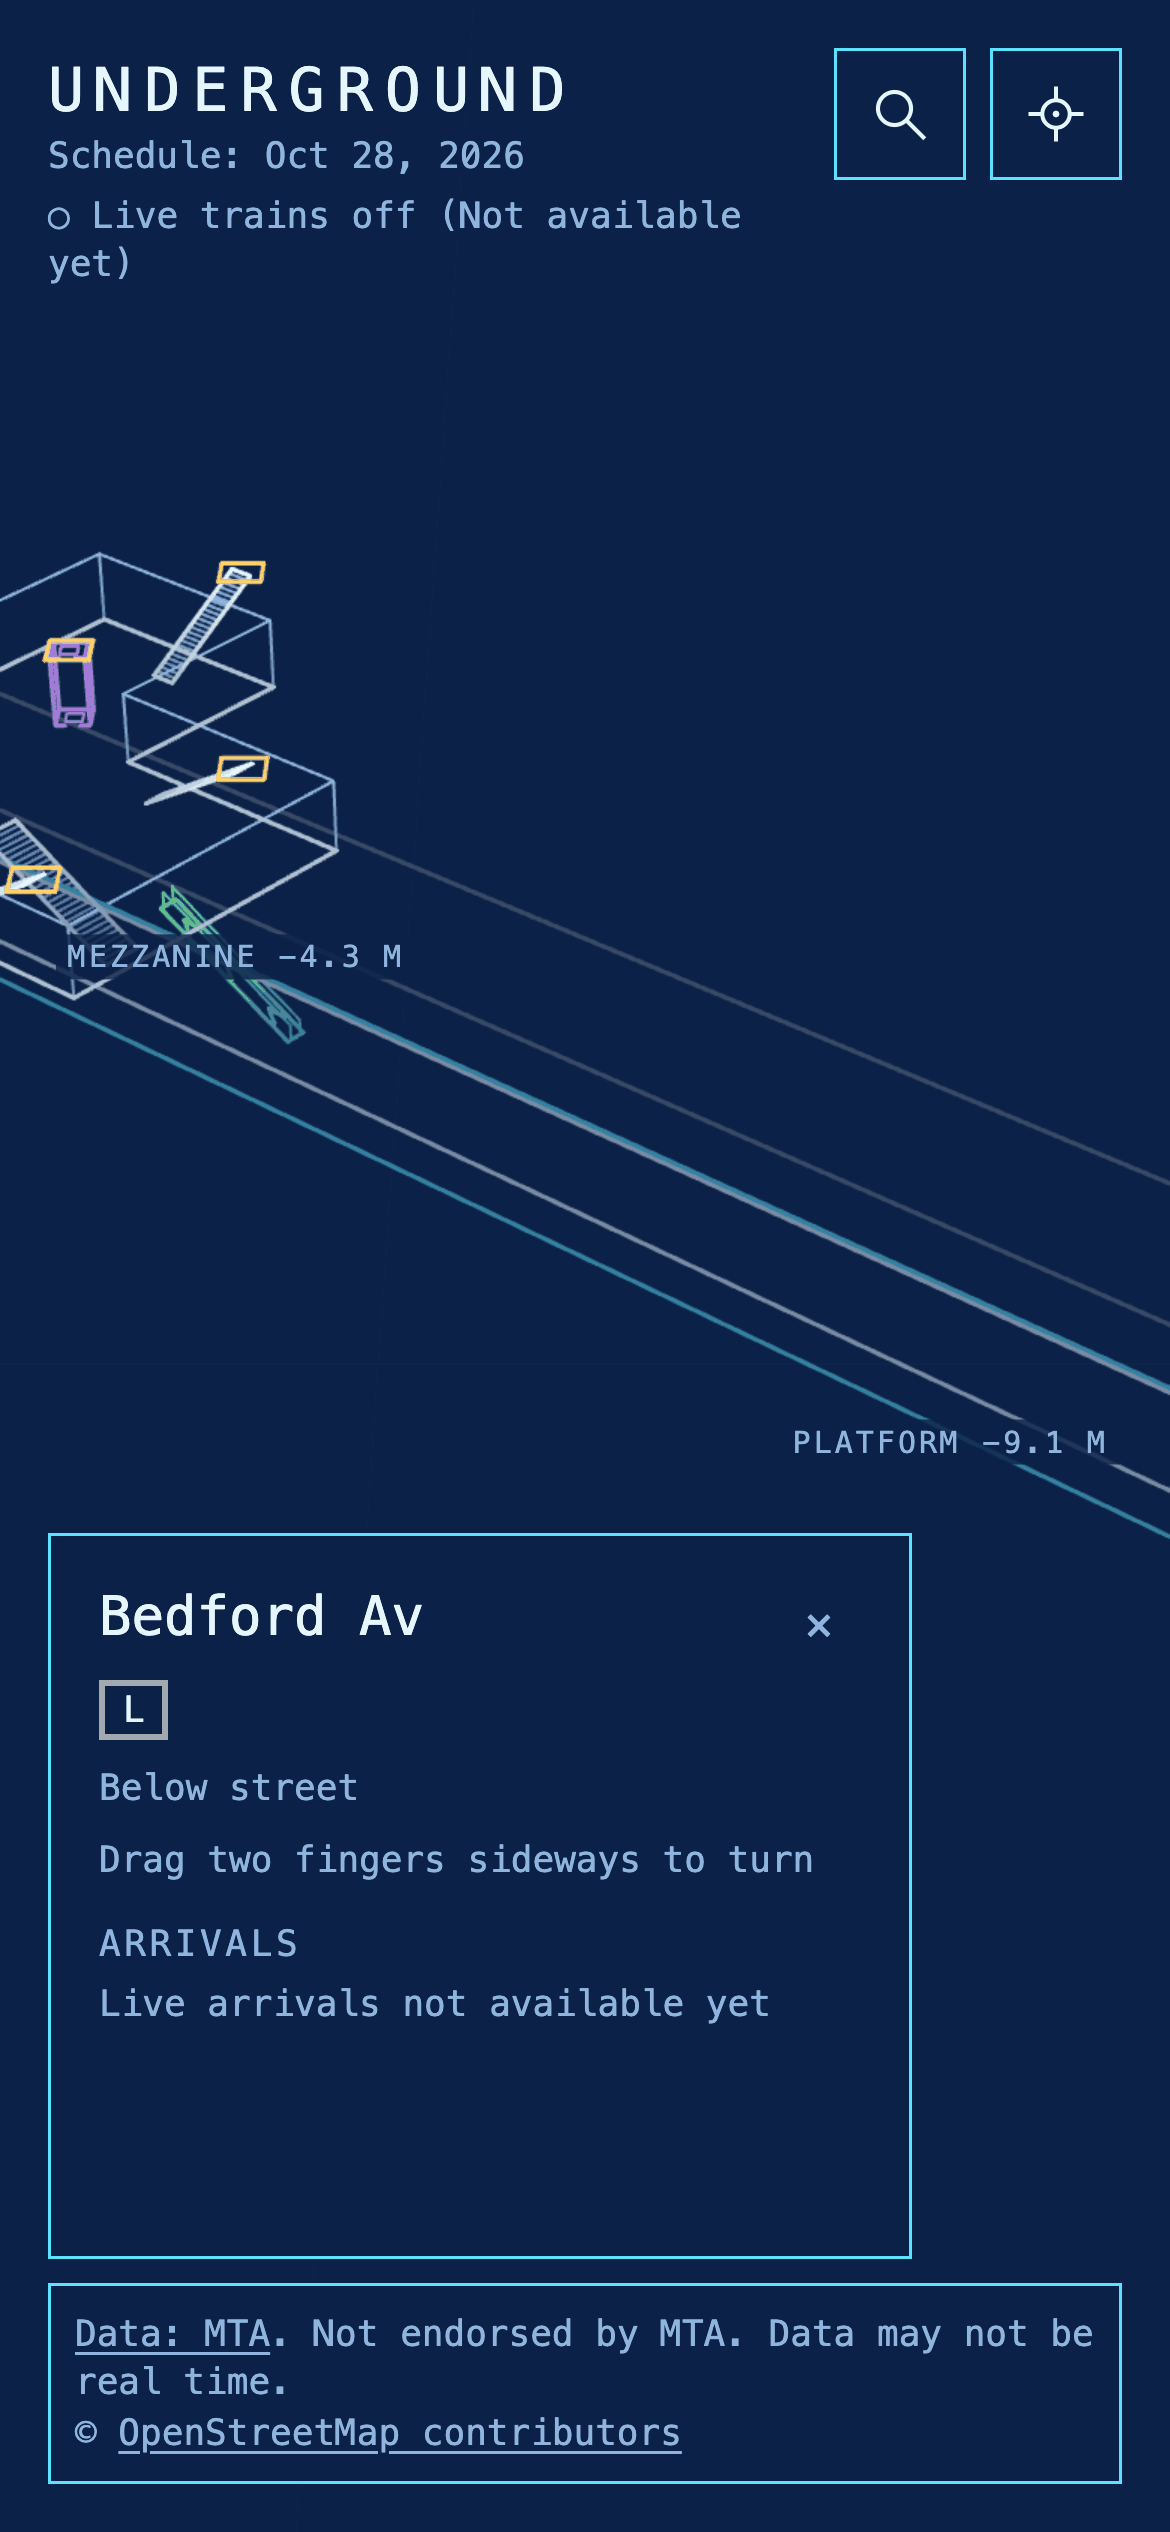 UNDERGROUND
Schedule: Oct 28, 2026
○ Live trains off (Not available
yet)
MEZZANINE −4.3 M
PLATFORM −9.1 M
Bedford Av
×
L
Below street
Drag two fingers sideways to turn
ARRIVALS
Live arrivals not available yet
Data: MTA. Not endorsed by MTA. Data may not be
real time.
© OpenStreetMap contributors